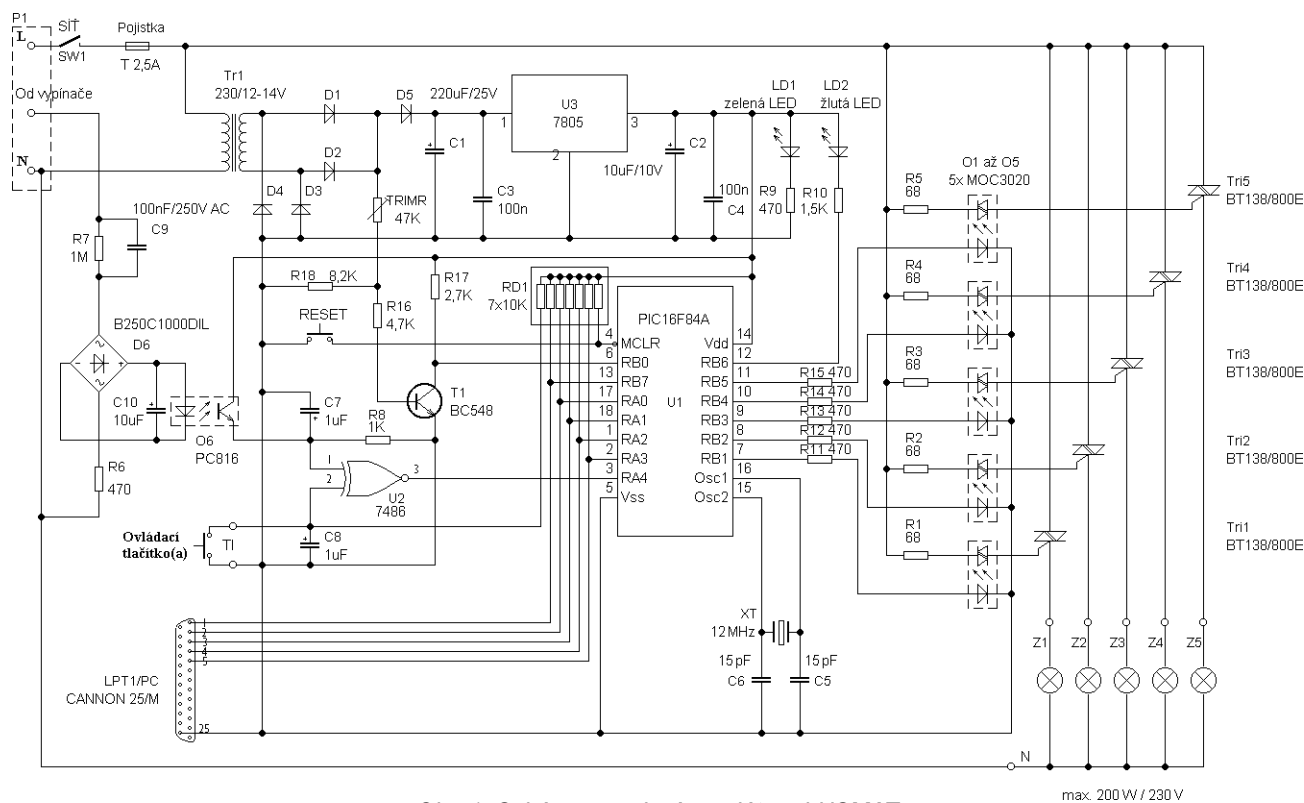 P1
SÍŤ
L
SW1
Pojistka
T 2,5A
Od vypínače
N
Tr1
230/12-14V
D1
D5
220uF/25V
D2
D4
D3
C1
C3
100n
U3
7805
1
3
2
10uF/10V
C2
100n
C4
LD1
zelená LED
LD2
žlutá LED
R9
470
R10
1,5K
O1 až O5
5x MOC3020
TRIMR
47K
100nF/250V AC
C9
R7
1M
R18
8,2K
R17
2,7K
R16
4,7K
RD1
7x10K
RESET
B250C1000DIL
D6
C10
10uF
O6
PC816
R6
470
C7
1uF
R8
1K
T1
BC548
1
2
3
U2
7486
Ovládací
tlačítko(a)
Tl
C8
1uF
PIC16F84A
U1
4
MCLR
6
RB0
13
RB7
17
RA0
18
RA1
1
RA2
2
RA3
3
RA4
5
Vss
Vdd
14
RB6
12
RB5
11
RB4
10
RB3
9
RB2
8
RB1
7
Osc1
16
Osc2
15
R15 470
R14 470
R13 470
R12 470
R11 470
R5
68
R4
68
R3
68
R2
68
R1
68
Tri5
BT138/800E
Tri4
BT138/800E
Tri3
BT138/800E
Tri2
BT138/800E
Tri1
BT138/800E
XT
12MHz
15pF
C6
15pF
C5
1
2
3
4
5
25
LPT1/PC
CANNON 25/M
Z1
Z2
Z3
Z4
Z5
N
max. 200 W / 230 V